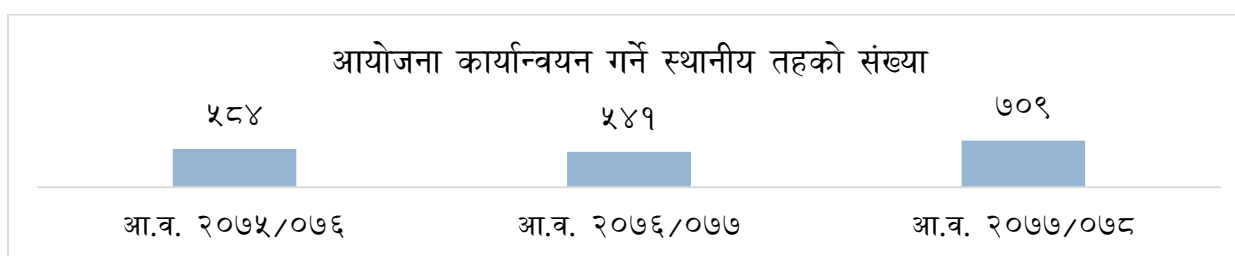 आयोजना कार्यान्वयन गर्ने स्थानीय तहको संख्या
५८४ ५४१ ७०९
आ.व. २०७५/०७६ आ.व. २०७६/०७७ आ.व. २०७७/०७८